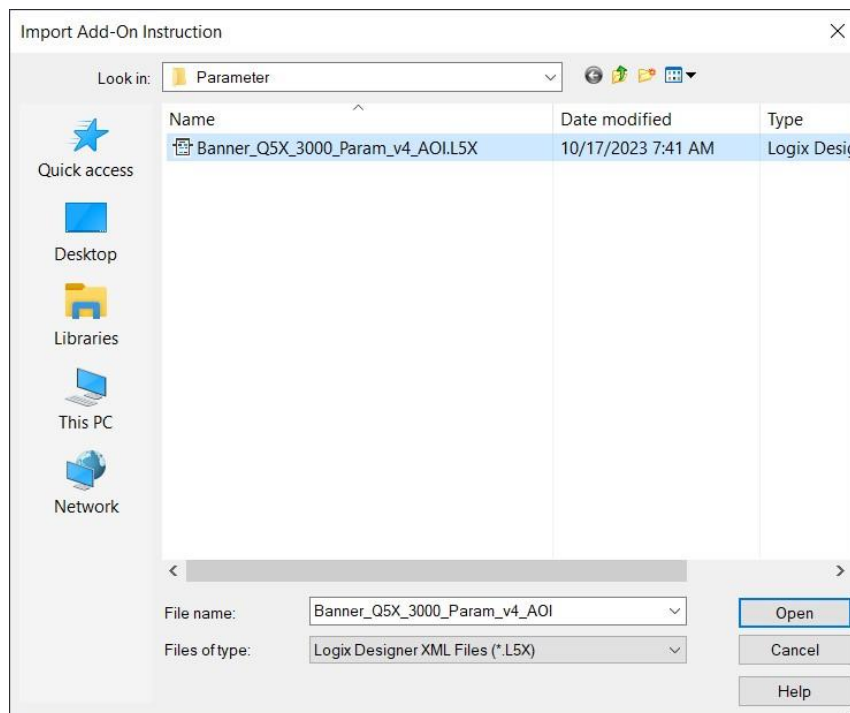 Import Add-On Instruction
Look in: Parameter
Name Date modified Type
Banner_Q5X_3000_Param_v4_AOI.L5X 10/17/2023 7:41 AM Logix Desig
Quick access
Desktop
Libraries
This PC
Network
File name: Banner_Q5X_3000_Param_v4_AOI Open
Files of type: Logix Designer XML Files (*.L5X) Cancel
Help